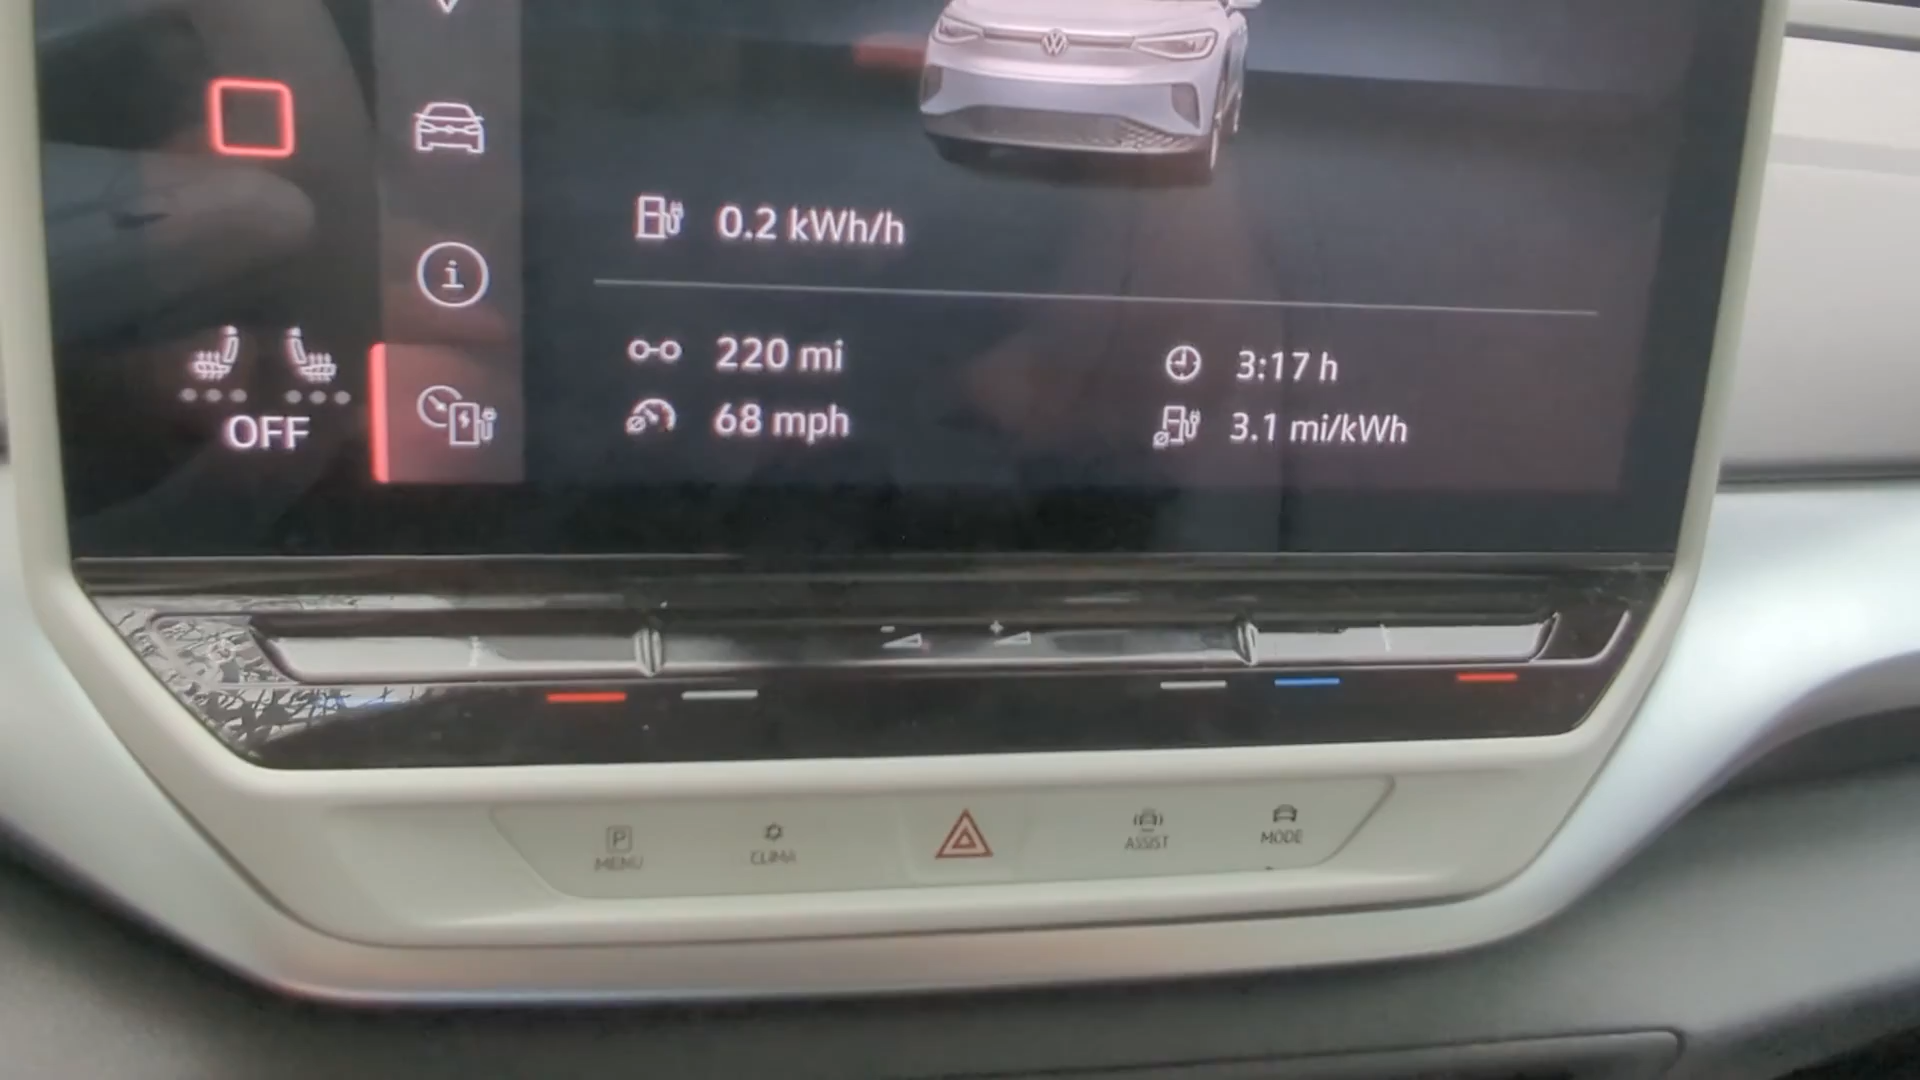 0.2 kWh/h
220 mi
3:17 h
68 mph
3.1 mi/kWh
OFF
- +
P
MENU
CLIMA
ASSIST
MODE